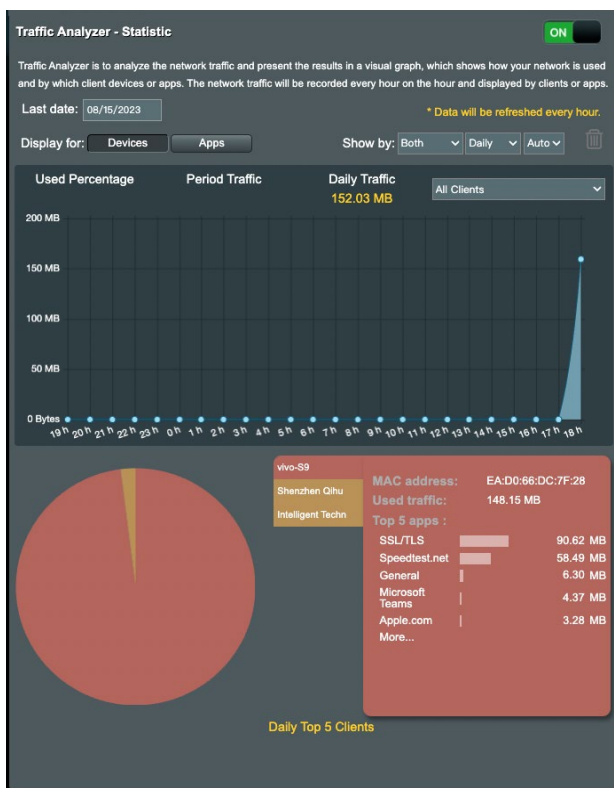 Traffic Analyzer - Statistic
ON
Traffic Analyzer is to analyze the network traffic and present the results in a visual graph, which shows how your network is used
and by which client devices or apps. The network traffic will be recorded every hour on the hour and displayed by clients or apps.
Last date: 08/15/2023
* Data will be refreshed every hour.
Display for: Devices Apps Show by: Both Daily Auto
Used Percentage Period Traffic Daily Traffic All Clients
152.03 MB
200 MB
150 MB
100 MB
50 MB
0 Bytes
19 h 20 h 21 h 22 h 23 h 0 h 1 h 2 h 3 h 4 h 5 h 6 h 7 h 8 h 9 h 10 h 11 h 12 h 13 h 14 h 15 h 16 h 17 h 18 h
vivo-S9
Shenzhen Qihu
Intelligent Techn
MAC address: EA:D0:66:DC:7F:28
Used traffic: 148.15 MB
Top 5 apps :
SSL/TLS 90.62 MB
Speedtest.net 58.49 MB
General 6.30 MB
Microsoft
Teams 4.37 MB
Apple.com 3.28 MB
More...
Daily Top 5 Clients